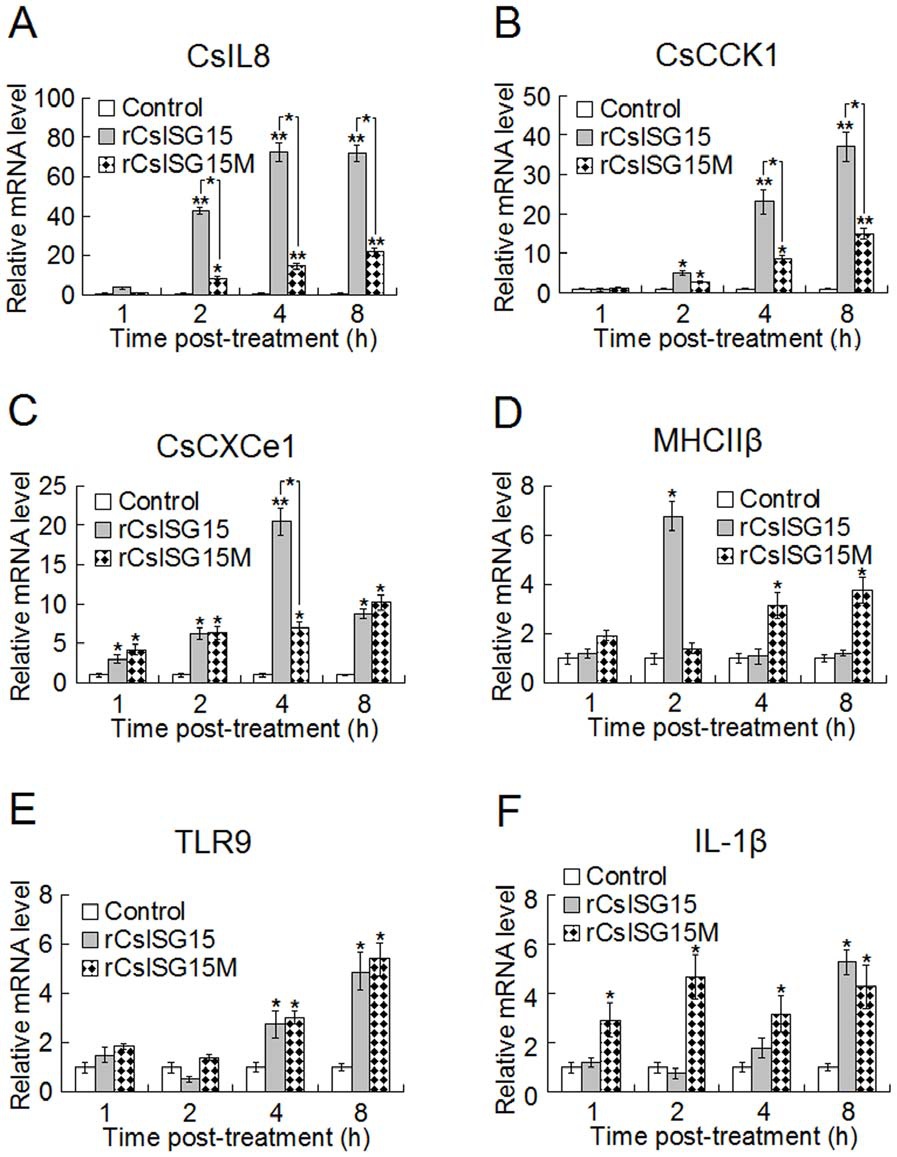 A
CsIL8
Relative mRNA level
100
80
60
40
20
0
Control
rCsISG15
rCsISG15M
** * * ** * ** ** * **
1 2 4 8
Time post-treatment (h)
B
CsCCK1
Relative mRNA level
50
40
30
20
10
0
Control
rCsISG15
rCsISG15M
* * ** * * ** * **
1 2 4 8
Time post-treatment (h)
C
CsCXCe1
Relative mRNA level
25
20
15
10
5
0
Control
rCsISG15
rCsISG15M
* * * * ** * * * *
1 2 4 8
Time post-treatment (h)
D
MHCIIβ
Relative mRNA level
8
6
4
2
0
Control
rCsISG15
rCsISG15M
* * *
1 2 4 8
Time post-treatment (h)
E
TLR9
Relative mRNA level
8
6
4
2
0
Control
rCsISG15
rCsISG15M
* * * *
1 2 4 8
Time post-treatment (h)
F
IL-1β
Relative mRNA level
8
6
4
2
0
Control
rCsISG15
rCsISG15M
* * * * *
1 2 4 8
Time post-treatment (h)